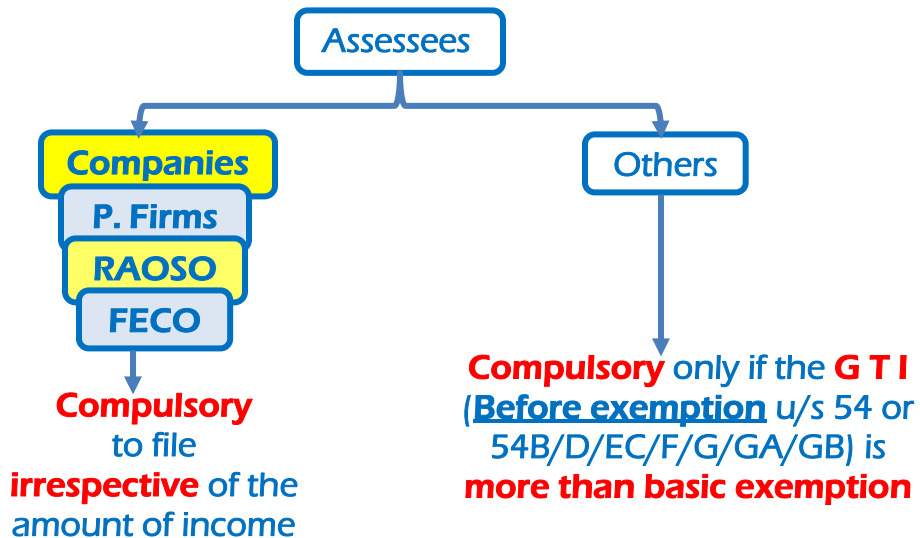 Assessees
Companies
P. Firms
RAOSO
FECO
Compulsory
to file
irrespective of the
amount of income
Others
Compulsory only if the G T I
(Before exemption u/s 54 or
54B/D/EC/F/G/GA/GB) is
more than basic exemption